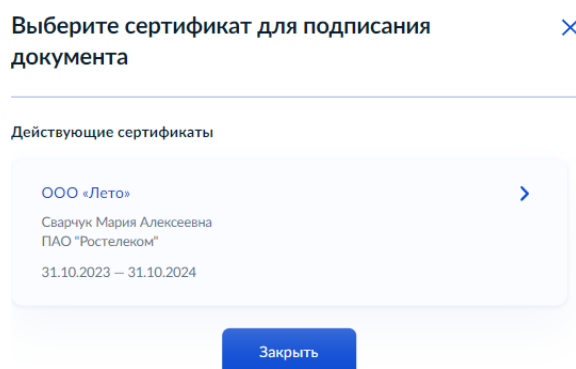 Выберите сертификат для подписания
документа
Действующие сертификаты
ООО «Лето»
Сварчук Мария Алексеевна
ПАО "Ростелеком"
31.10.2023 — 31.10.2024
Закрыть